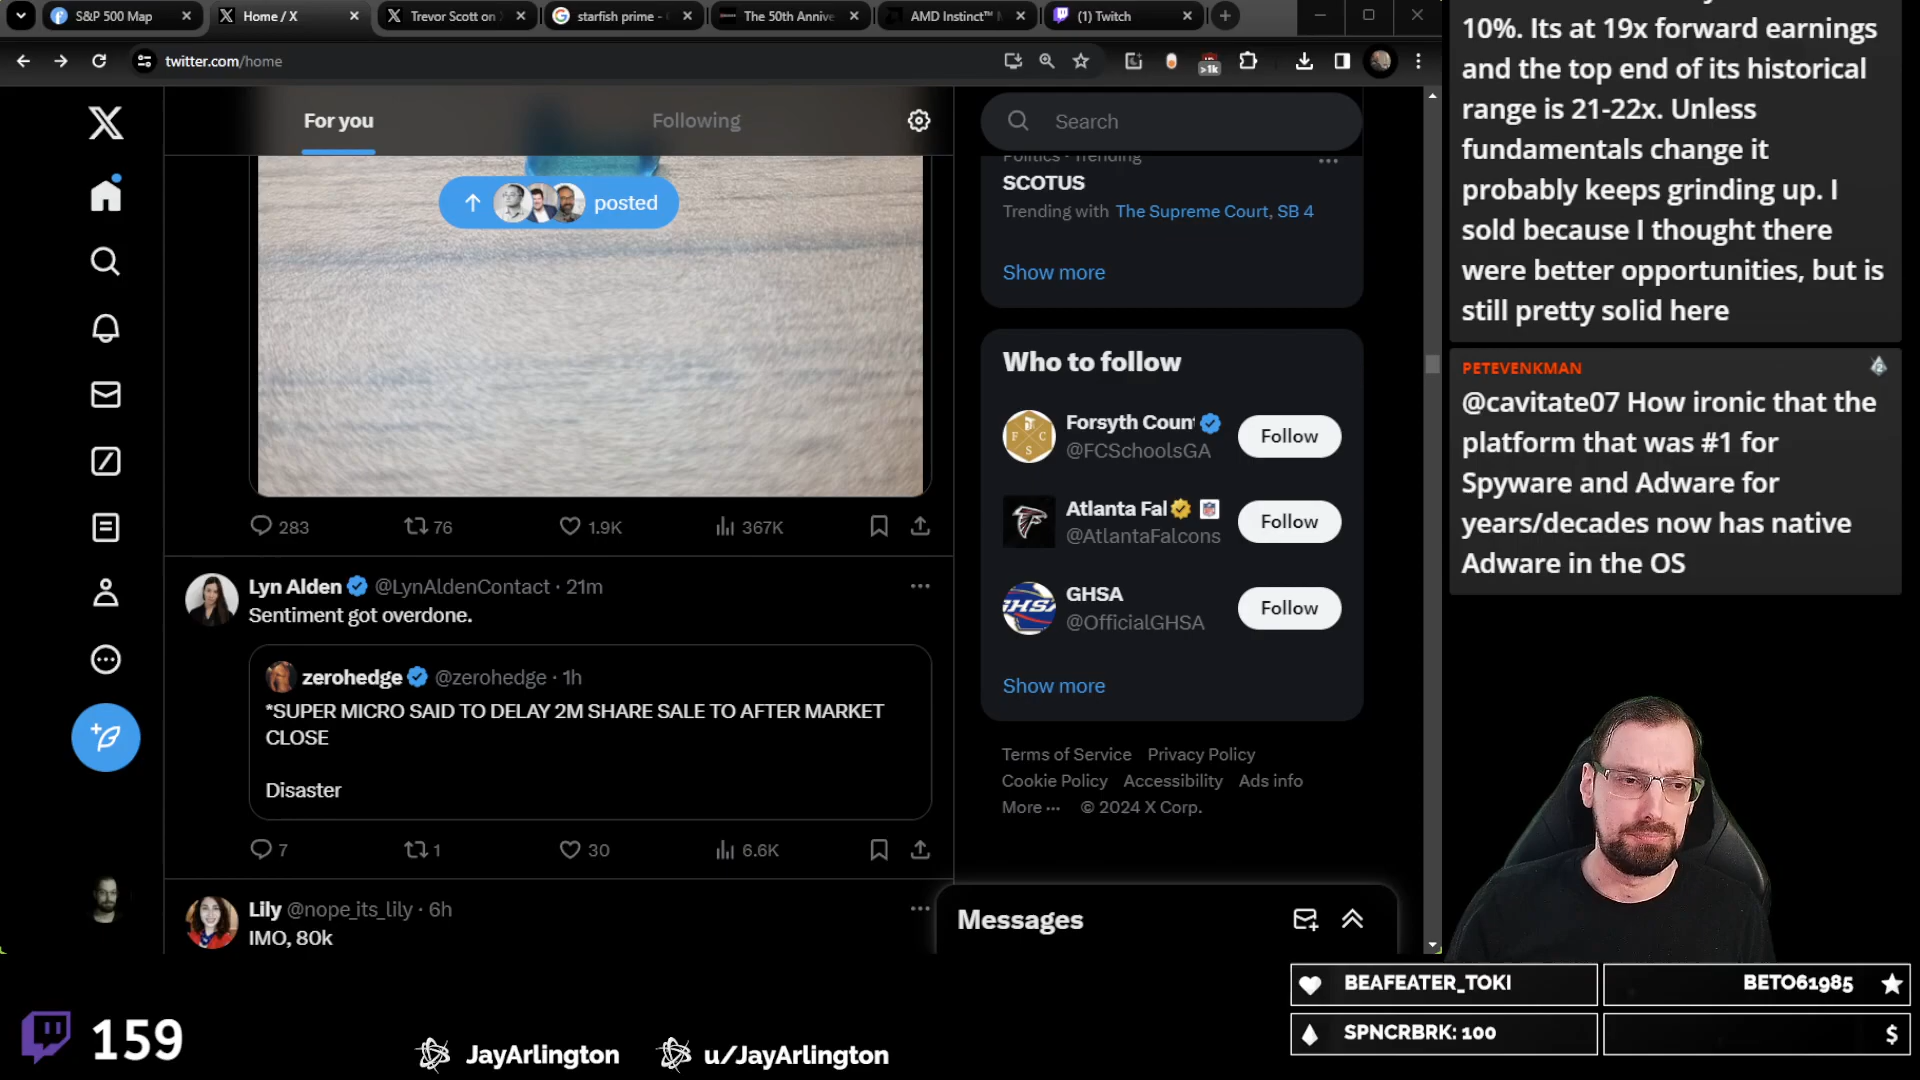 S&P 500 Map
Home / X
Trevor Scott on
starfish prime -
The 50th Annive
AMD Instinct™
(1) Twitch
twitter.com/home
>1k
For you
Following
posted
283
76
1.9K
367K
Lyn Alden @LynAldenContact · 21m
Sentiment got overdone.
zerohedge @zerohedge · 1h
*SUPER MICRO SAID TO DELAY 2M SHARE SALE TO AFTER MARKET
CLOSE
Disaster
7
1
30
6.6K
Lily @nope_its_lily · 6h
IMO, 80k
Search
Politics · Trending
SCOTUS
Trending with The Supreme Court, SB 4
Show more
Who to follow
Forsyth Coun
@FCSchoolsGA
Follow
Atlanta Fal
@AtlantaFalcons
Follow
GHSA
@OfficialGHSA
Follow
Show more
Terms of Service Privacy Policy
Cookie Policy Accessibility Ads info
More ··· © 2024 X Corp.
Messages
10%. Its at 19x forward earnings
and the top end of its historical
range is 21-22x. Unless
fundamentals change it
probably keeps grinding up. I
sold because I thought there
were better opportunities, but is
still pretty solid here
PETEVENKMAN
@cavitate07 How ironic that the
platform that was #1 for
Spyware and Adware for
years/decades now has native
Adware in the OS
BEAFEATER_TOKI
BETO61985
SPNCRBRK: 100
$
159
JayArlington
u/JayArlington